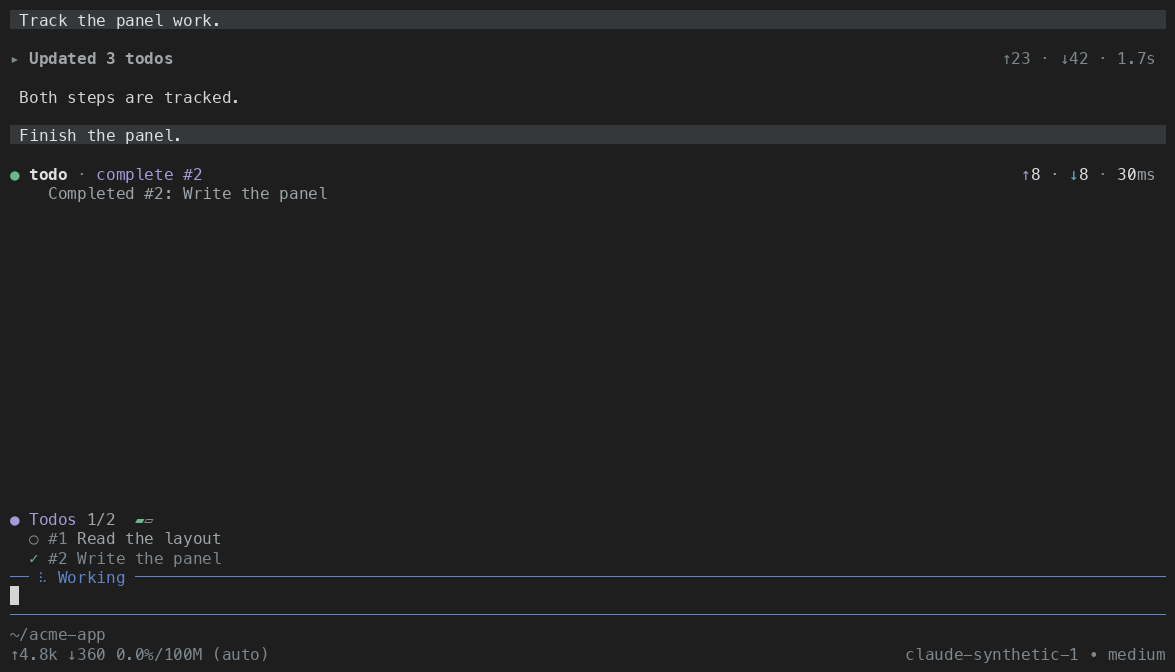 Track the panel work.
▸ Updated 3 todos ↑23 · ↓42 · 1.7s
Both steps are tracked.
Finish the panel.
● todo · complete #2 ↑8 · ↓8 · 30ms
Completed #2: Write the panel
● Todos 1/2 ▰▱
○ #1 Read the layout
✓ #2 Write the panel
Working
~/acme-app
↑4.8k ↓360 0.0%/100M (auto) claude-synthetic-1 • medium